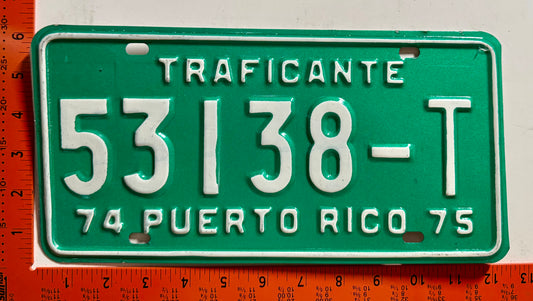 TRAFICANTE
53138-T
74 PUERTO RICO 75